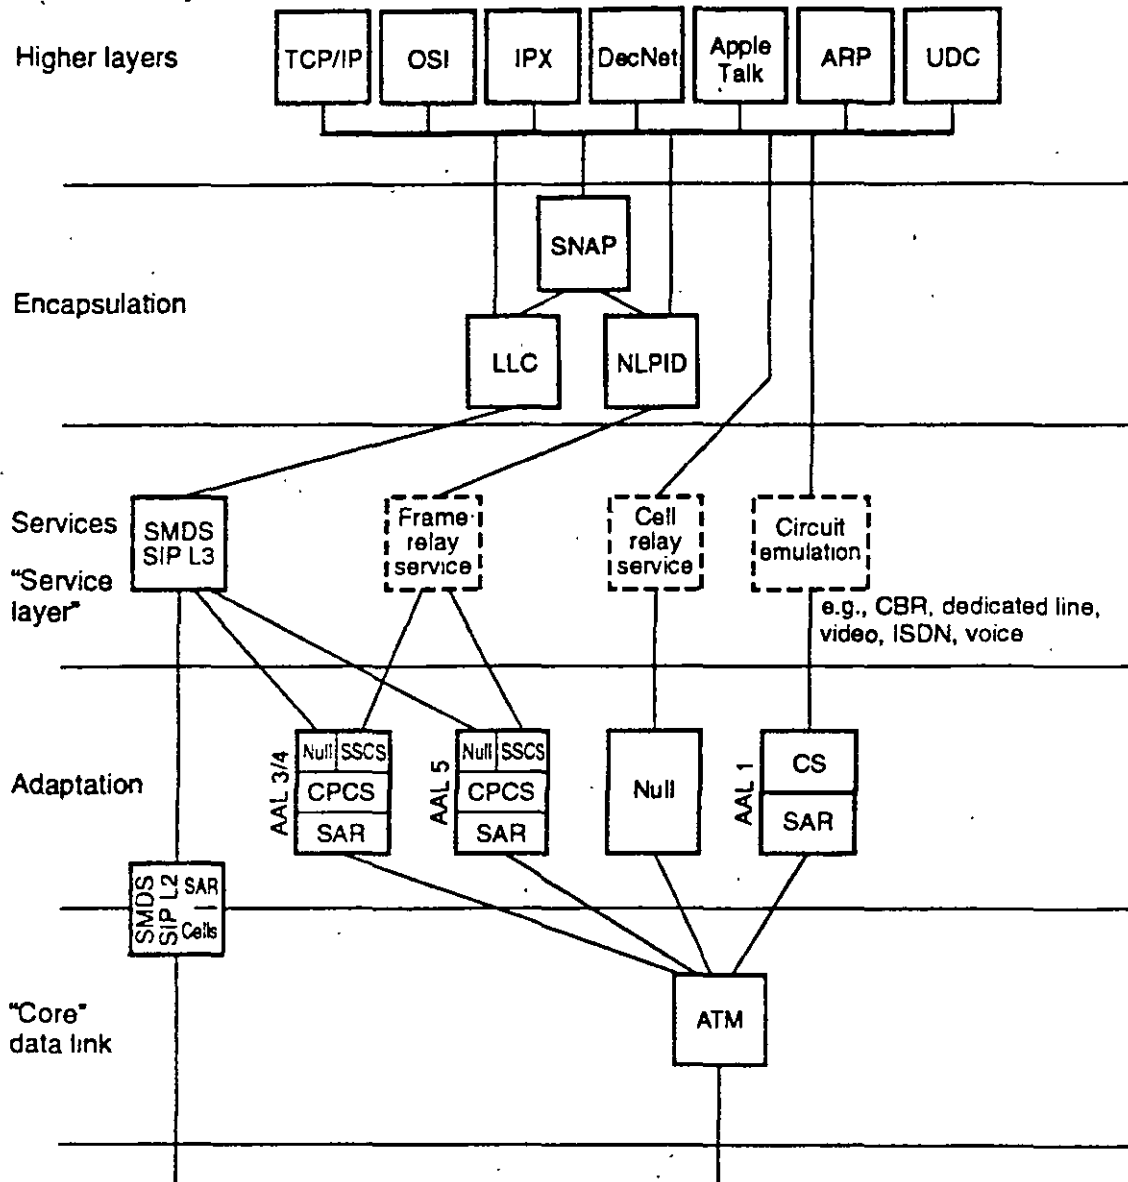 Higher layers
TCP/IP
OSI
IPX
DecNet
Apple
Talk
ARP
UDC
SNAP
Encapsulation
LLC
NLPID
Services
"Service
layer"
SMDS
SIP L3
Frame-
relay
service
Cell
relay
service
Circuit
emulation
e.g., CBR, dedicated line,
video, ISDN, voice
Adaptation
AAL 3/4
Null
SSCS
CPCS
SAR
AAL 5
Null
SSCS
CPCS
SAR
Null
AAL 1
CS
SAR
SMDS
SIP L2
SAR
Cells
"Core"
data link
ATM